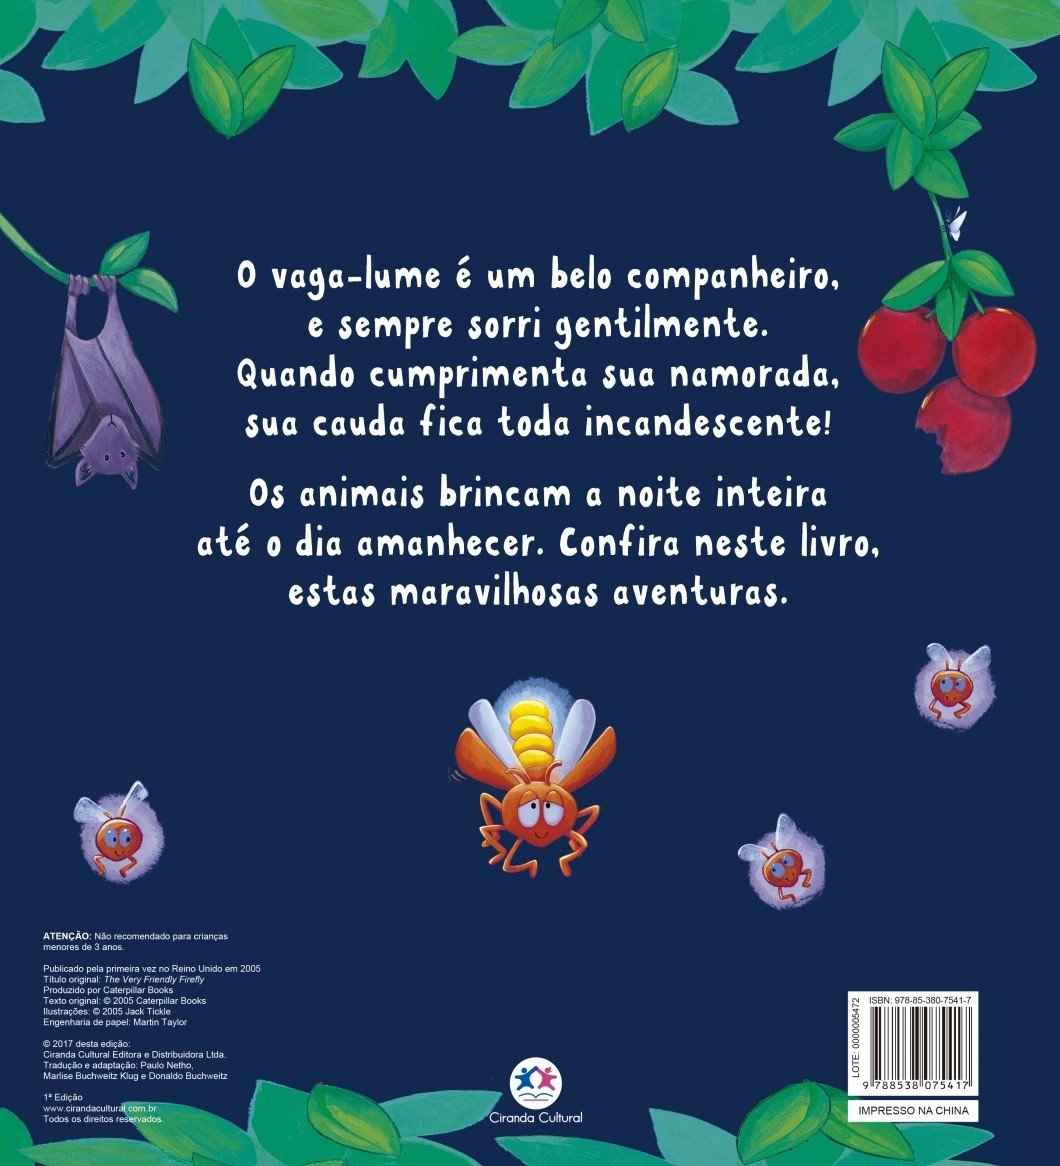 O vaga-lume é um belo companheiro,
e sempre sorri gentilmente.
Quando cumprimenta sua namorada,
sua cauda fica toda incandescente!
Os animais brincam a noite inteira
até o dia amanhecer. Confira neste livro,
estas maravilhosas aventuras.
ATENÇÃO: Não recomendado para crianças
menores de 3 anos.
Publicado pela primeira vez no Reino Unido em 2005
Título original: The Very Friendly Firefly
Produzido por Caterpillar Books
Texto original: © 2005 Caterpillar Books
Ilustrações: © 2005 Jack Tickle
Engenharia de papel: Martin Taylor
© 2017 desta edição:
Ciranda Cultural Editora e Distribuidora Ltda.
Tradução e adaptação: Paulo Netho,
Marlise Buchweitz Klug e Donaldo Buchweitz
1ª Edição
www.cirandacultural.com.br
Todos os direitos reservados.
Ciranda Cultural
LOTE: 0000005472
ISBN: 978-85-380-7541-7
9 788538 075417
IMPRESSO NA CHINA